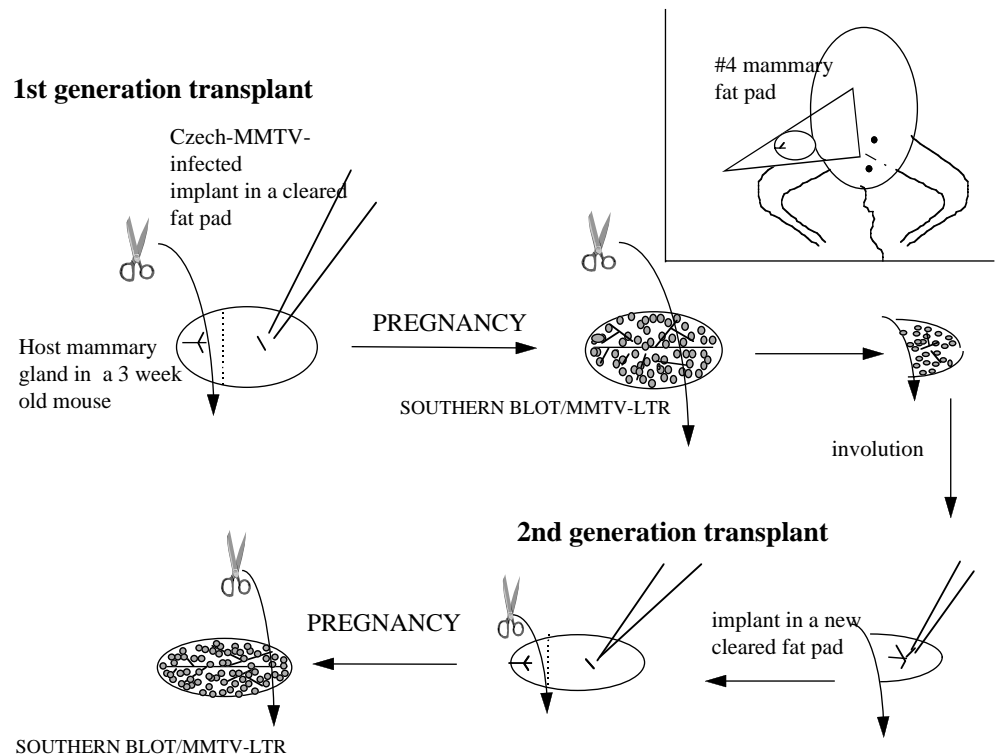 1st generation transplant
Czech-MMTV-
infected
implant in a cleared
fat pad
#4 mammary
fat pad
Host mammary
gland in a 3 week
old mouse
PREGNANCY
SOUTHERN BLOT/MMTV-LTR
involution
2nd generation transplant
implant in a new
cleared fat pad
PREGNANCY
SOUTHERN BLOT/MMTV-LTR